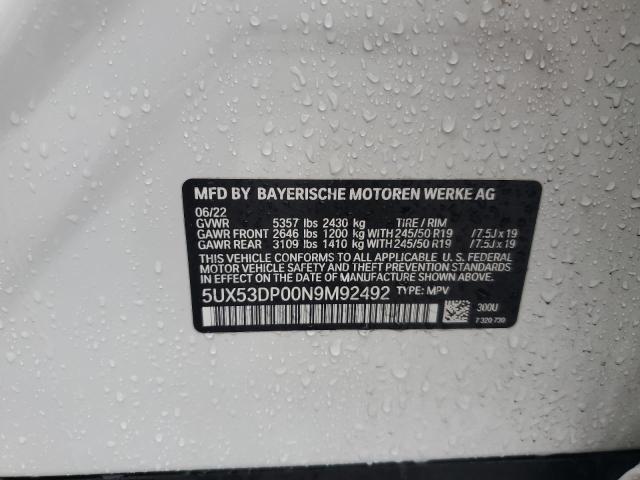 MFD BY BAYERISCHE MOTOREN WERKE AG
06/22
GVWR 5357 lbs 2430 kg TIRE / RIM
GAWR FRONT 2646 lbs 1200 kg WITH 245/50 R19 /7.5J x 19
GAWR REAR 3109 lbs 1410 kg WITH 245/50 R19 /7.5J x 19
THIS VEHICLE CONFORMS TO ALL APPLICABLE U. S. FEDERAL
MOTOR VEHICLE SAFETY, BUMPER, AND THEFT PREVENTION
STANDARDS IN EFFECT ON THE DATE OF MANUFACTURE SHOWN ABOVE.
5UX53DP00N9M92492 TYPE: MPV
300U
7 320 730